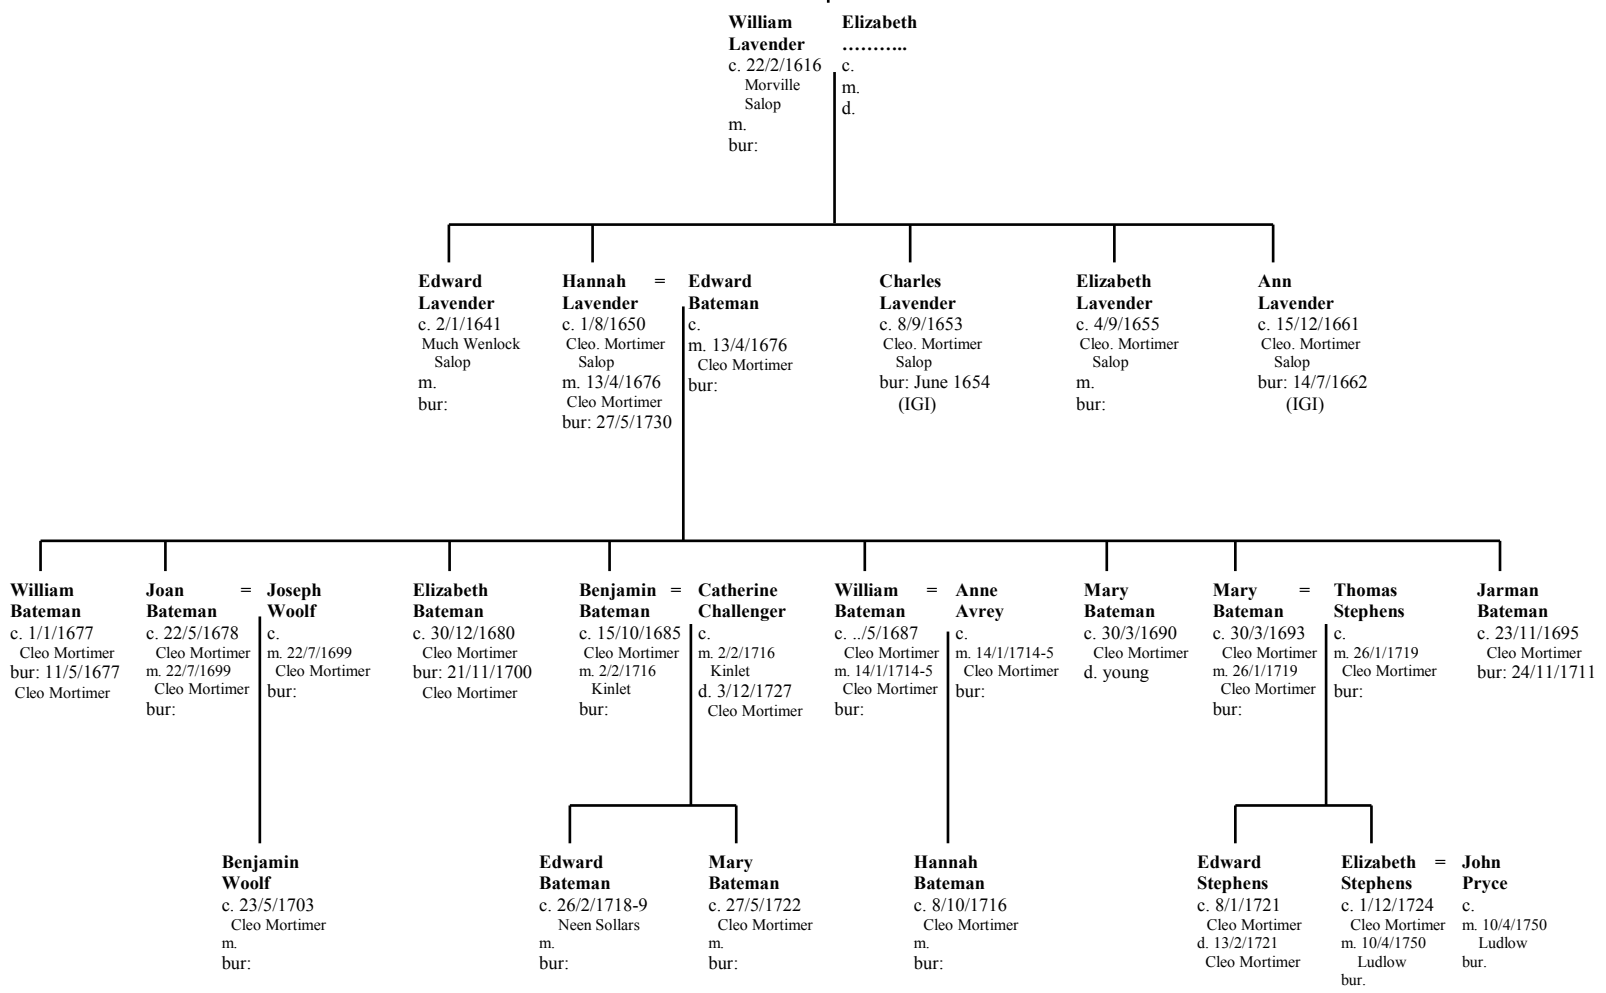 William
Lavender
c. 22/2/1616
Morville
Salop
m.
bur:
Elizabeth
………..
c.
m.
d.
Edward
Lavender
c. 2/1/1641
Much Wenlock
Salop
m.
bur:
Hannah =
Lavender
c. 1/8/1650
Cleo. Mortimer
Salop
m. 13/4/1676
Cleo Mortimer
bur: 27/5/1730
Edward
Bateman
c.
m. 13/4/1676
Cleo Mortimer
bur:
Charles
Lavender
c. 8/9/1653
Cleo. Mortimer
Salop
bur: June 1654
(IGI)
Elizabeth
Lavender
c. 4/9/1655
Cleo. Mortimer
Salop
m.
bur:
Ann
Lavender
c. 15/12/1661
Cleo. Mortimer
Salop
bur: 14/7/1662
(IGI)
William
Bateman
c. 1/1/1677
Cleo Mortimer
bur: 11/5/1677
Cleo Mortimer
Joan =
Bateman
c. 22/5/1678
Cleo Mortimer
m. 22/7/1699
Cleo Mortimer
bur:
Joseph
Woolf
c.
m. 22/7/1699
Cleo Mortimer
bur:
Elizabeth
Bateman
c. 30/12/1680
Cleo Mortimer
bur: 21/11/1700
Cleo Mortimer
Benjamin =
Bateman
c. 15/10/1685
Cleo Mortimer
m. 2/2/1716
Kinlet
bur:
Catherine
Challenger
c.
m. 2/2/1716
Kinlet
d. 3/12/1727
Cleo Mortimer
William =
Bateman
c. ../5/1687
Cleo Mortimer
m. 14/1/1714-5
Cleo Mortimer
bur:
Anne
Avrey
c.
m. 14/1/1714-5
Cleo Mortimer
bur:
Mary
Bateman
c. 30/3/1690
Cleo Mortimer
d. young
Mary =
Bateman
c. 30/3/1693
Cleo Mortimer
m. 26/1/1719
Cleo Mortimer
bur:
Thomas
Stephens
c.
m. 26/1/1719
Cleo Mortimer
bur:
Jarman
Bateman
c. 23/11/1695
Cleo Mortimer
bur: 24/11/1711
Benjamin
Woolf
c. 23/5/1703
Cleo Mortimer
m.
bur:
Edward
Bateman
c. 26/2/1718-9
Neen Sollars
m.
bur:
Mary
Bateman
c. 27/5/1722
Cleo Mortimer
m.
bur:
Hannah
Bateman
c. 8/10/1716
Cleo Mortimer
m.
bur:
Edward
Stephens
c. 8/1/1721
Cleo Mortimer
d. 13/2/1721
Cleo Mortimer
Elizabeth =
Stephens
c. 1/12/1724
Cleo Mortimer
m. 10/4/1750
Ludlow
bur.
John
Pryce
c.
m. 10/4/1750
Ludlow
bur.